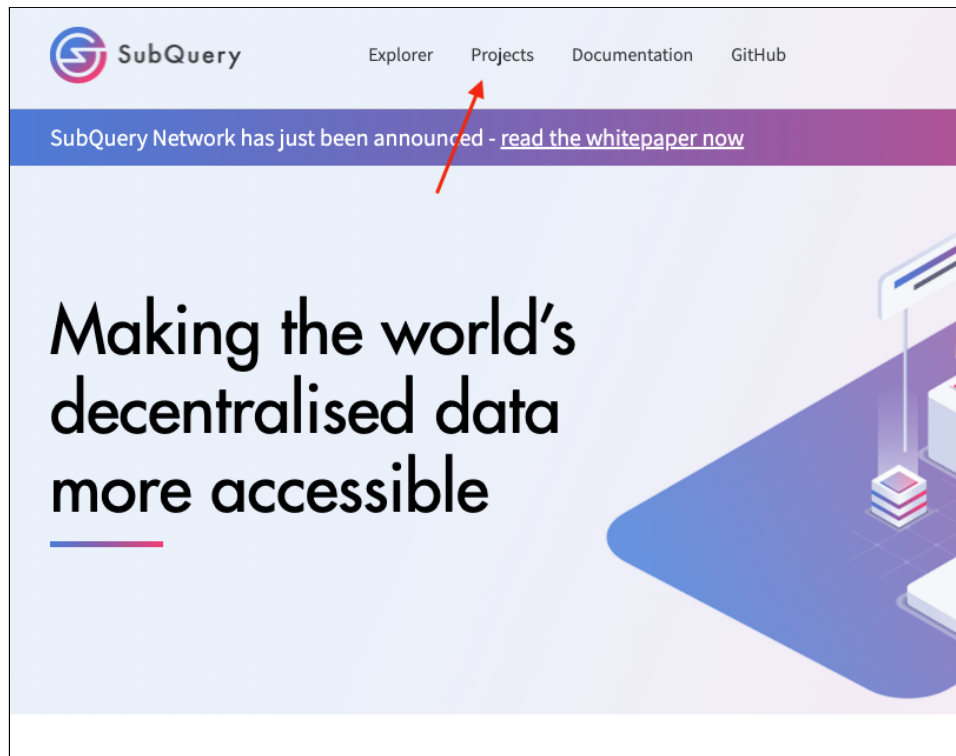 SubQuery
Explorer Projects Documentation GitHub
SubQuery Network has just been announced - read the whitepaper now
Making the world's
decentralised data
more accessible